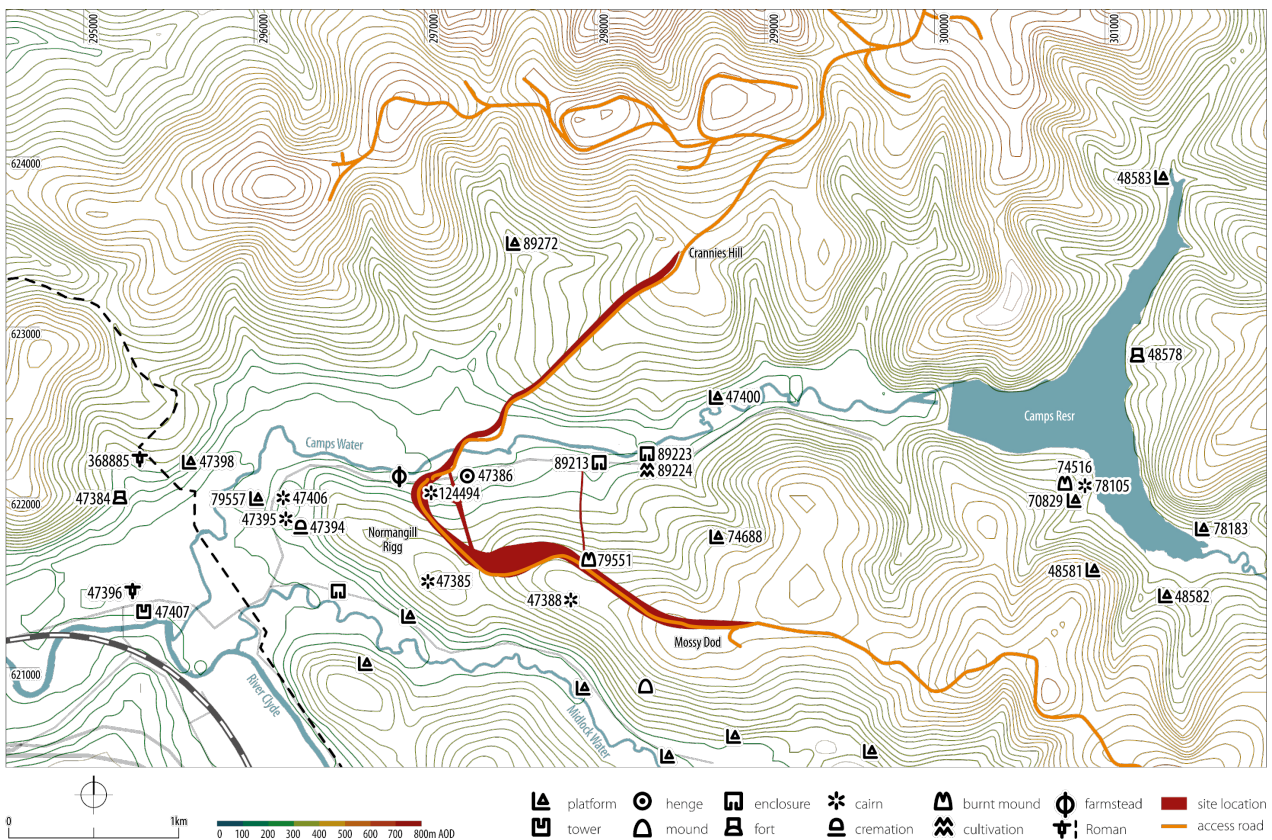 295000
296000
297000
298000
299000
300000
301000
624000
48583
89272
Crannies Hill
623000
48578
47400
Camps Resr
Camps Water
368885
47398
89223
89213
47386
89224
74516
47384
79557
47406
124494
78105
622000
70829
47395
47394
Normangill
Rigg
74688
78183
79551
47385
48581
47396
47388
48582
47407
Mossy Dod
621000
River Clyde
Midlock Water
0
1km
0 100 200 300 400 500 600 700 800m AOD
platform
henge
enclosure
cairn
burnt mound
farmstead
site location
tower
mound
fort
cremation
cultivation
Roman
access road